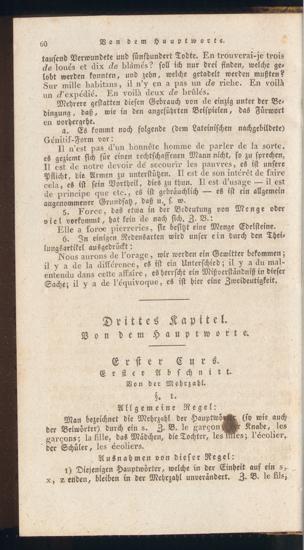 60 Von dem Hauptworte.
tausend Verwundete und fünfhundert Todte. En trouverai-je trois
de loués et dix de blâmés? soll ich nur drei finden, welche ge-
lobt werden konnten, und zehn, welche getadelt werden mußten?
Sur mille habitans, il n'y en a pas un de riche. En voilà
un d'expédié. En voilà deux de brûlés.
Mehrere gestatten diesen Gebrauch von de einzig unter der Be-
dingung, daß, wie in den angeführten Beispielen, das Fürwort
en vorhergehe.
4. Es kommt noch folgende (dem Lateinischen nachgebildete)
Génitif-Form vor:
Il n'est pas d'un bonnête homme de parler de la sorte,
es geziemt sich für einen rechtschaffenen Mann nicht, so zu sprechen,
Il est de notre devoir dé secourir les pauvres, es ist unsere
Pflicht, die Armen zu unterstützen. Il est de son intérêt de faire
cela, es ist sein Vortheil, dieß zu thun. Il est d'usage — il est
de principe que etc., es ist gebräuchlich — es ist ein allgemein
angenommener Grundsatz, daß u. s. w.
5. Force, das etwa in der Bedeutung von Menge oder
viel vorkommt, hat kein de nach sich, Z. B.:
Elle a force pierreries, sie besitzt eine Menge Edelsteine.
6. In einigen Redensarten wird unser ein durch den Thei-
lungsartikel ausgedrückt:
Nous aurons de l'orage, wir werden ein Gewitter bekommen;
il y a de la différence, es ist ein Unterschied; il y a du mal-
entendu dans cette affaire, es herrscht ein Mißverständniß in dieser
Sache; il y a de l'équivoque, es ist hier eine Zweideutigkeit.
Drittes Kapitel.
Von dem Hauptworte.
Erster Curs.
Erster Abschnitt.
Von der Mehrzahl.
§. 1.
Allgemeine Regel:
Man bezeichnet die Mehrzahl der Hauptwörter (so wie auch
der Beiwörter) durch ein s. Z. B. le garçon der Knabe, les
garçons; la fille, das Mädchen, die Tochter, les filles; l'écolier,
der Schüler, les écoliers.
Ausnahmen von dieser Regel:
1) Diejenigen Hauptwörter, welche in der Einheit auf ein s,
x, z enden, bleiben in der Mehrzahl unverändert. Z. B. le fils,